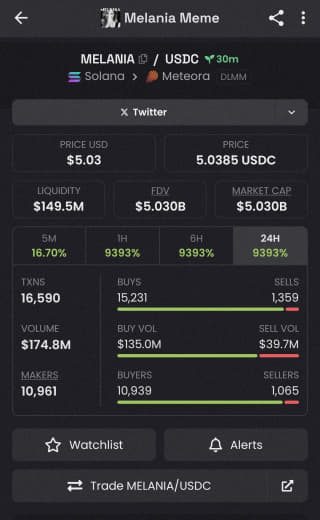 Melania Meme
MELANIA / USDC 30m
Solana > Meteora DLMM
Twitter
PRICE USD
$5.03
PRICE
5.0385 USDC
LIQUIDITY
$149.5M
FDV
$5.030B
MARKET CAP
$5.030B
5M
16.70%
1H
9393%
6H
9393%
24H
9393%
TXNS
16,590
BUYS
15,231
SELLS
1,359
VOLUME
$174.8M
BUY VOL
$135.0M
SELL VOL
$39.7M
MAKERS
10,961
BUYERS
10,939
SELLERS
1,065
Watchlist
Alerts
Trade MELANIA/USDC